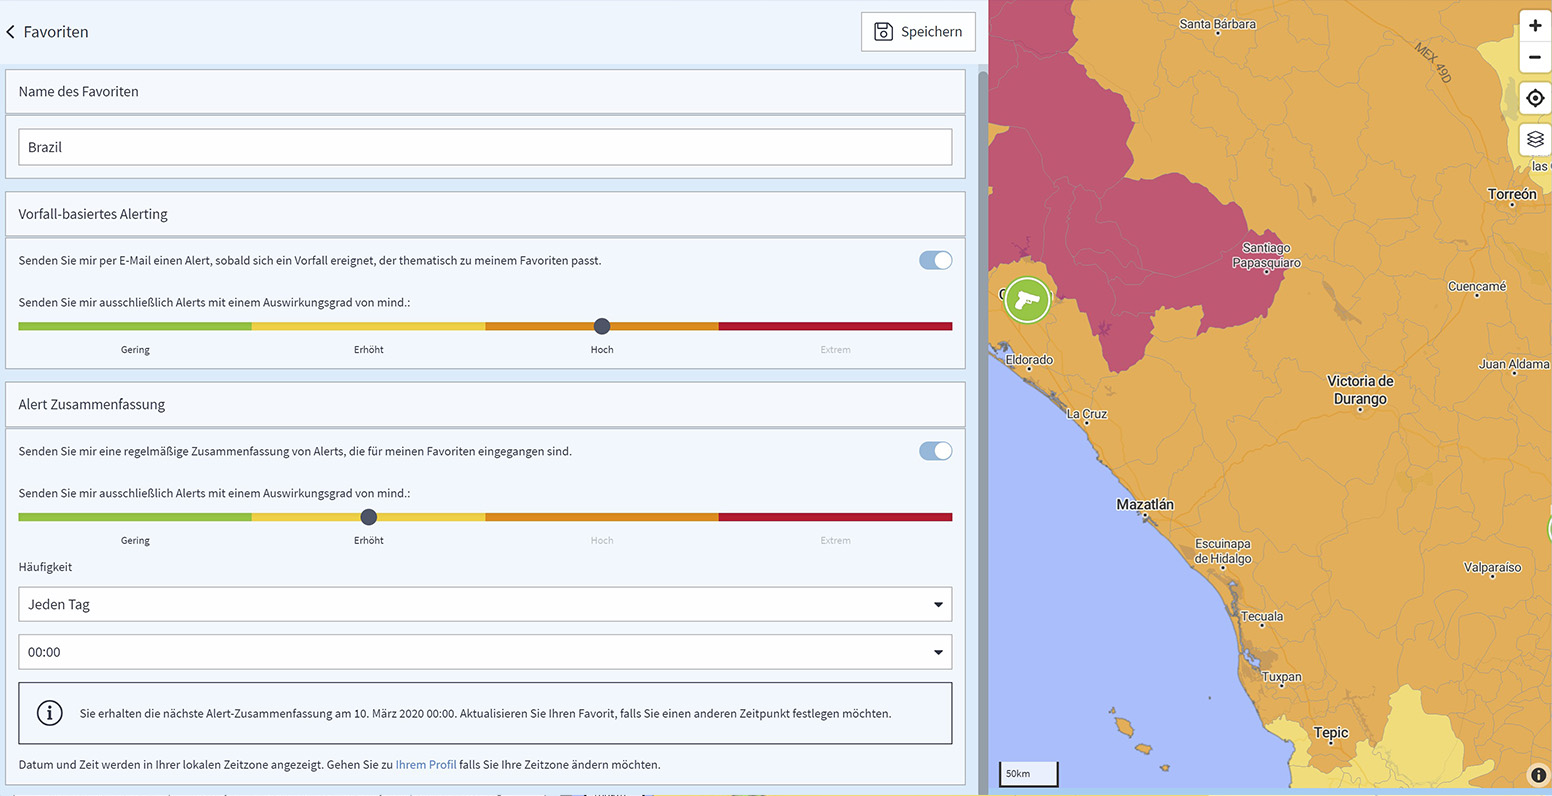 Favoriten
Speichern
Name des Favoriten
Brazil
Vorfall-basiertes Alerting
Senden Sie mir per E-Mail einen Alert, sobald sich ein Vorfall ereignet, der thematisch zu meinem Favoriten passt.
Senden Sie mir ausschließlich Alerts mit einem Auswirkungsgrad von mind.:
Gering Erhöht Hoch Extrem
Alert Zusammenfassung
Senden Sie mir eine regelmäßige Zusammenfassung von Alerts, die für meinen Favoriten eingegangen sind.
Senden Sie mir ausschließlich Alerts mit einem Auswirkungsgrad von mind.:
Gering Erhöht Hoch Extrem
Häufigkeit
Jeden Tag
00:00
Sie erhalten die nächste Alert-Zusammenfassung am 10. März 2020 00:00. Aktualisieren Sie Ihren Favorit, falls Sie einen anderen Zeitpunkt festlegen möchten.
Datum und Zeit werden in Ihrer lokalen Zeitzone angezeigt. Gehen Sie zu Ihrem Profil falls Sie Ihre Zeitzone ändern möchten.
Santa Bárbara
MEX 49D
las
Torreón
Santiago
Papasquiaro
Cuencamé
Eldorado
Juan Aldama
Victoria de
Durango
La Cruz
Mazatlán
Escuinapa
de Hidalgo
Valparaíso
Tecuala
Tuxpan
Tepic
50km